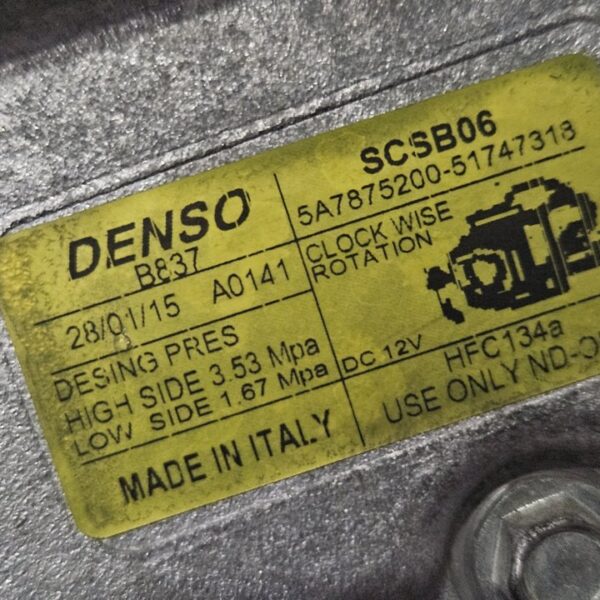 DENSO
B837
28/01/15 A0141
DESING PRES
HIGH SIDE 3.53 Mpa
LOW SIDE 1.67 Mpa
MADE IN ITALY
SCSB06
5A7875200-51747318
CLOCK WISE
ROTATION
DC 12V
HFC134a
USE ONLY ND-O